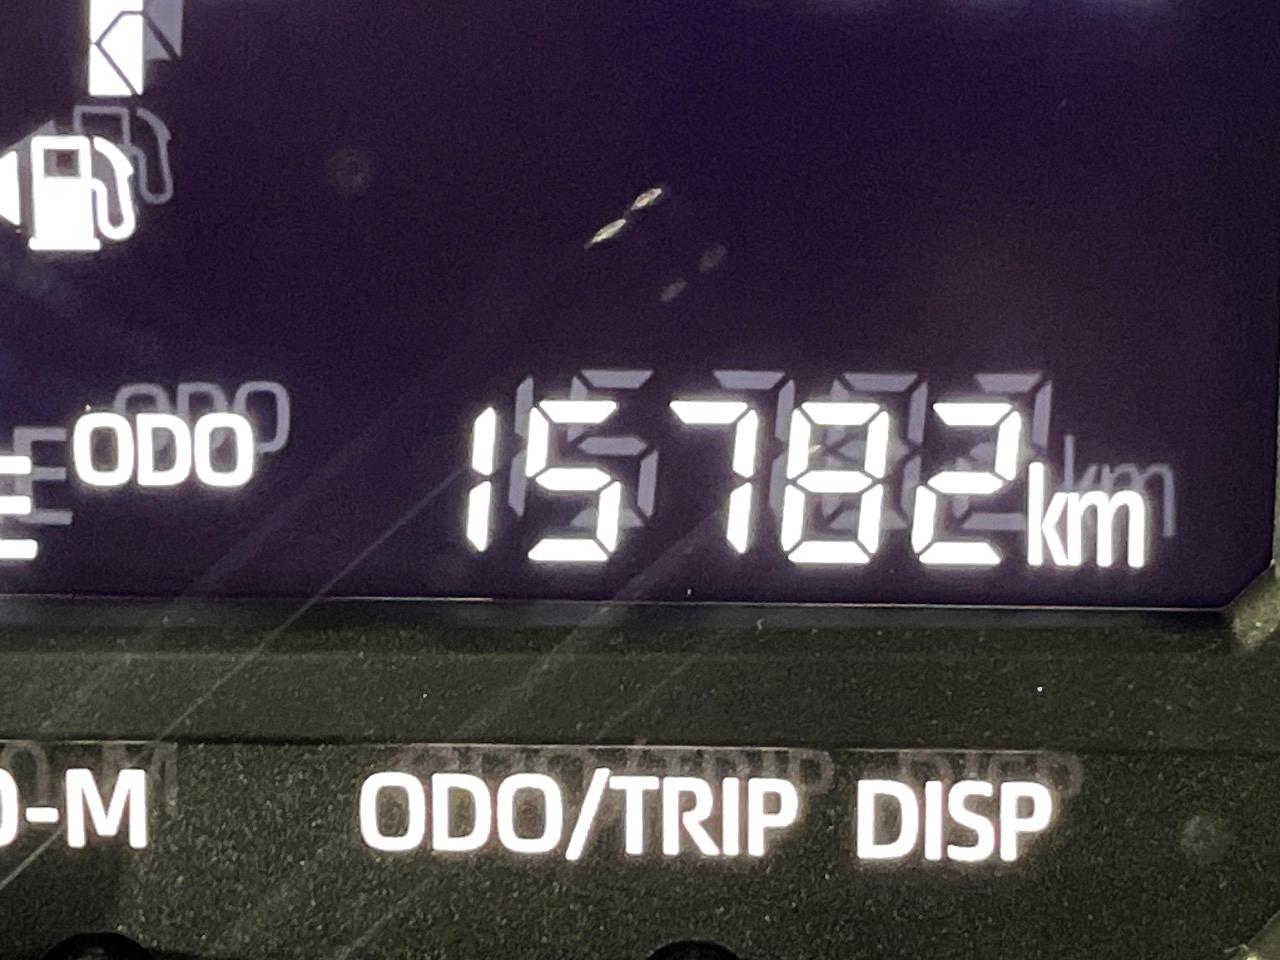 E
ODO 15782km
O-M ODO/TRIP DISP